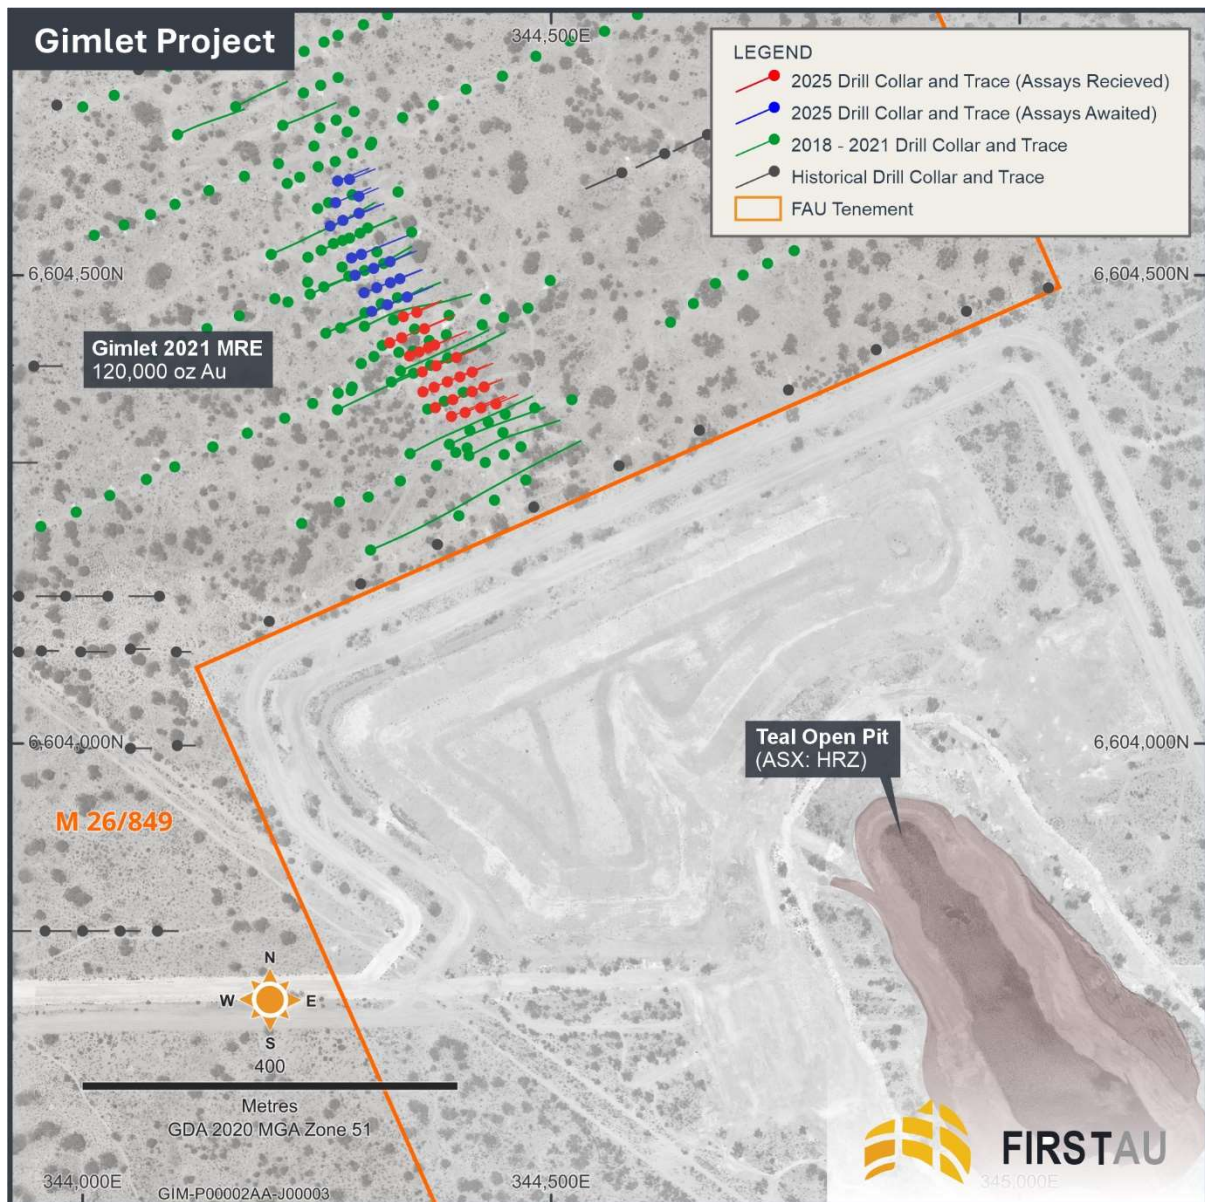 Gimlet Project
344,500E
LEGEND
2025 Drill Collar and Trace (Assays Recieved)
2025 Drill Collar and Trace (Assays Awaited)
2018 - 2021 Drill Collar and Trace
Historical Drill Collar and Trace
FAU Tenement
6,604,500N
6,604,500N
Gimlet 2021 MRE
120,000 oz Au
6,604,000N
Teal Open Pit
(ASX: HRZ)
6,604,000N
M 26/849
N
W
E
S
400
Metres
GDA 2020 MGA Zone 51
FIRSTAU
344,000E
344,500E
345,000E
GIM-P00002AA-J00003